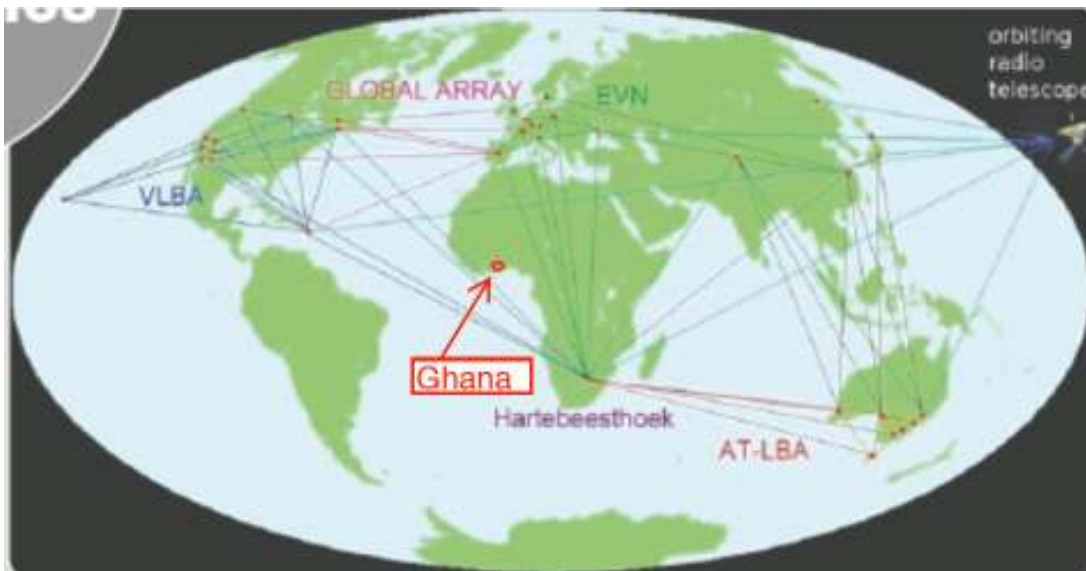 orbiting
radio
telescope
GLOBAL ARRAY
EVN
VLBA
Ghana
Hartebeesthoek
AT-LBA